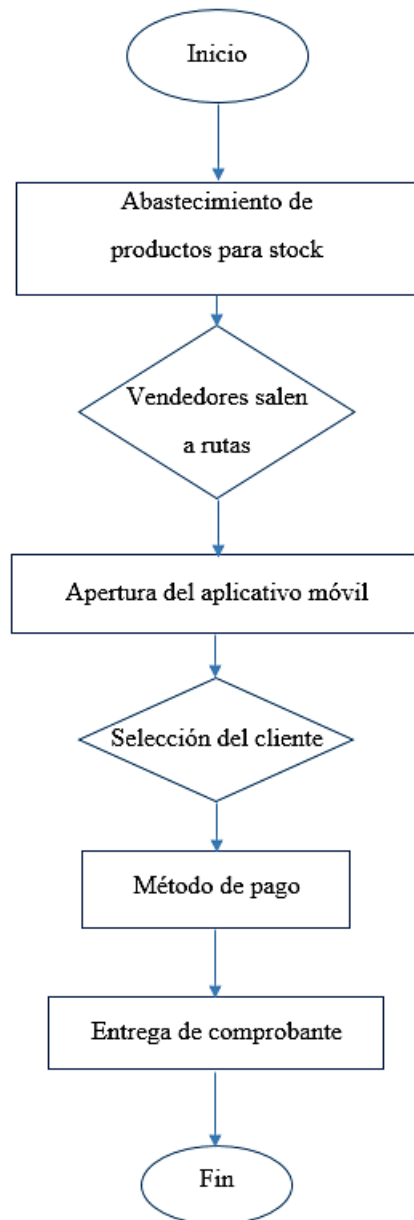 Inicio
Abastecimiento de
productos para stock
Vendedores salen
a rutas
Apertura del aplicativo móvil
Selección del cliente
Método de pago
Entrega de comprobante
Fin